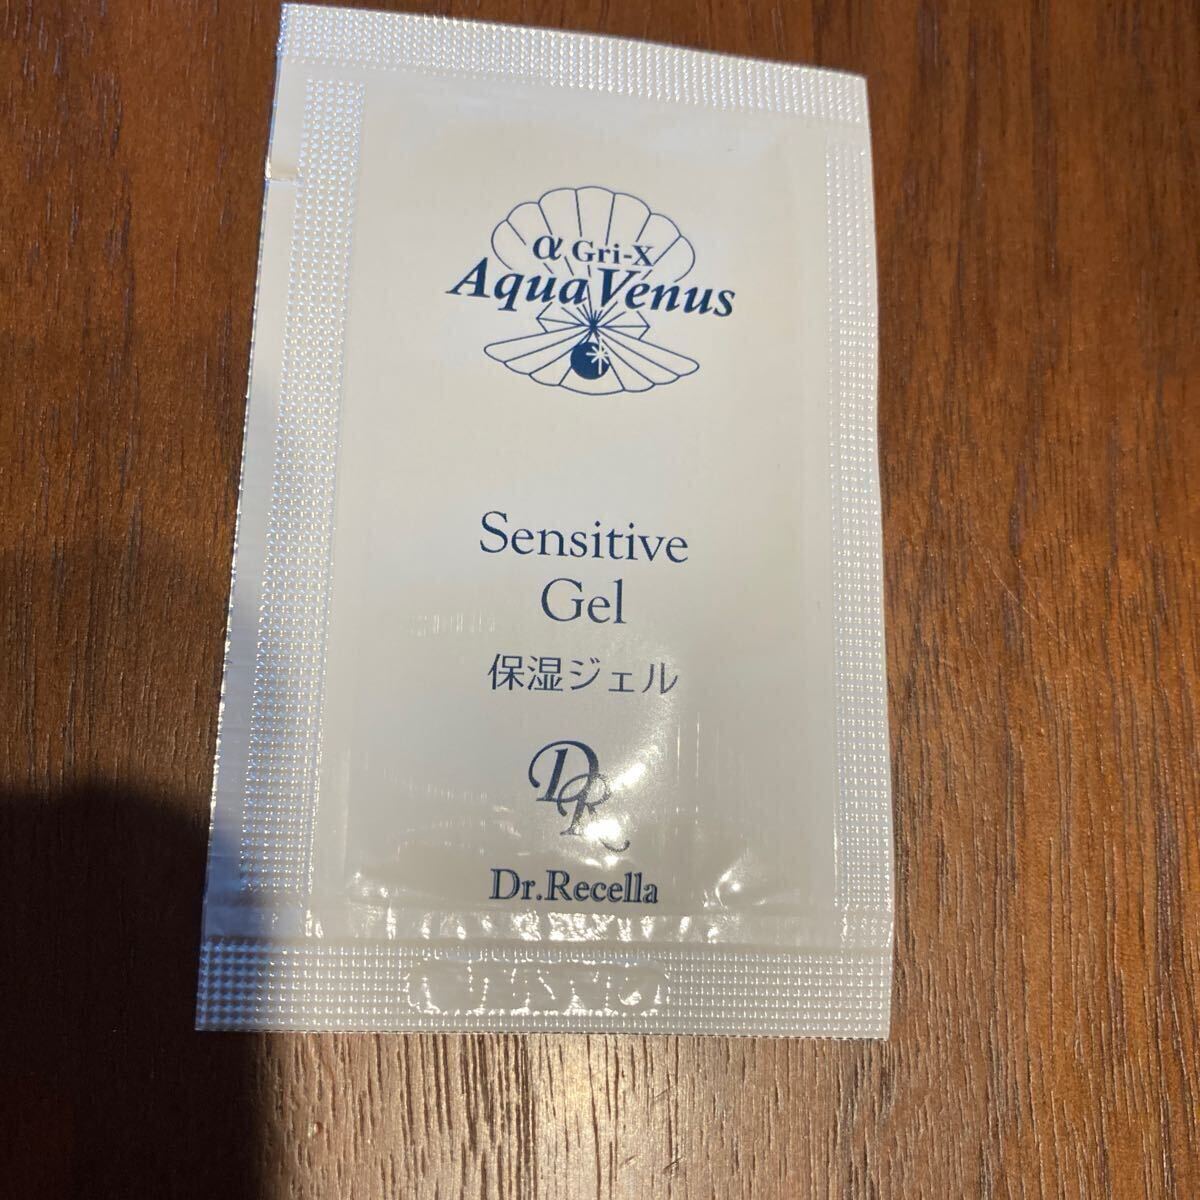 α Gri-X
Aqua Venus
Sensitive
Gel
保湿ジェル
DR
Dr.Recella